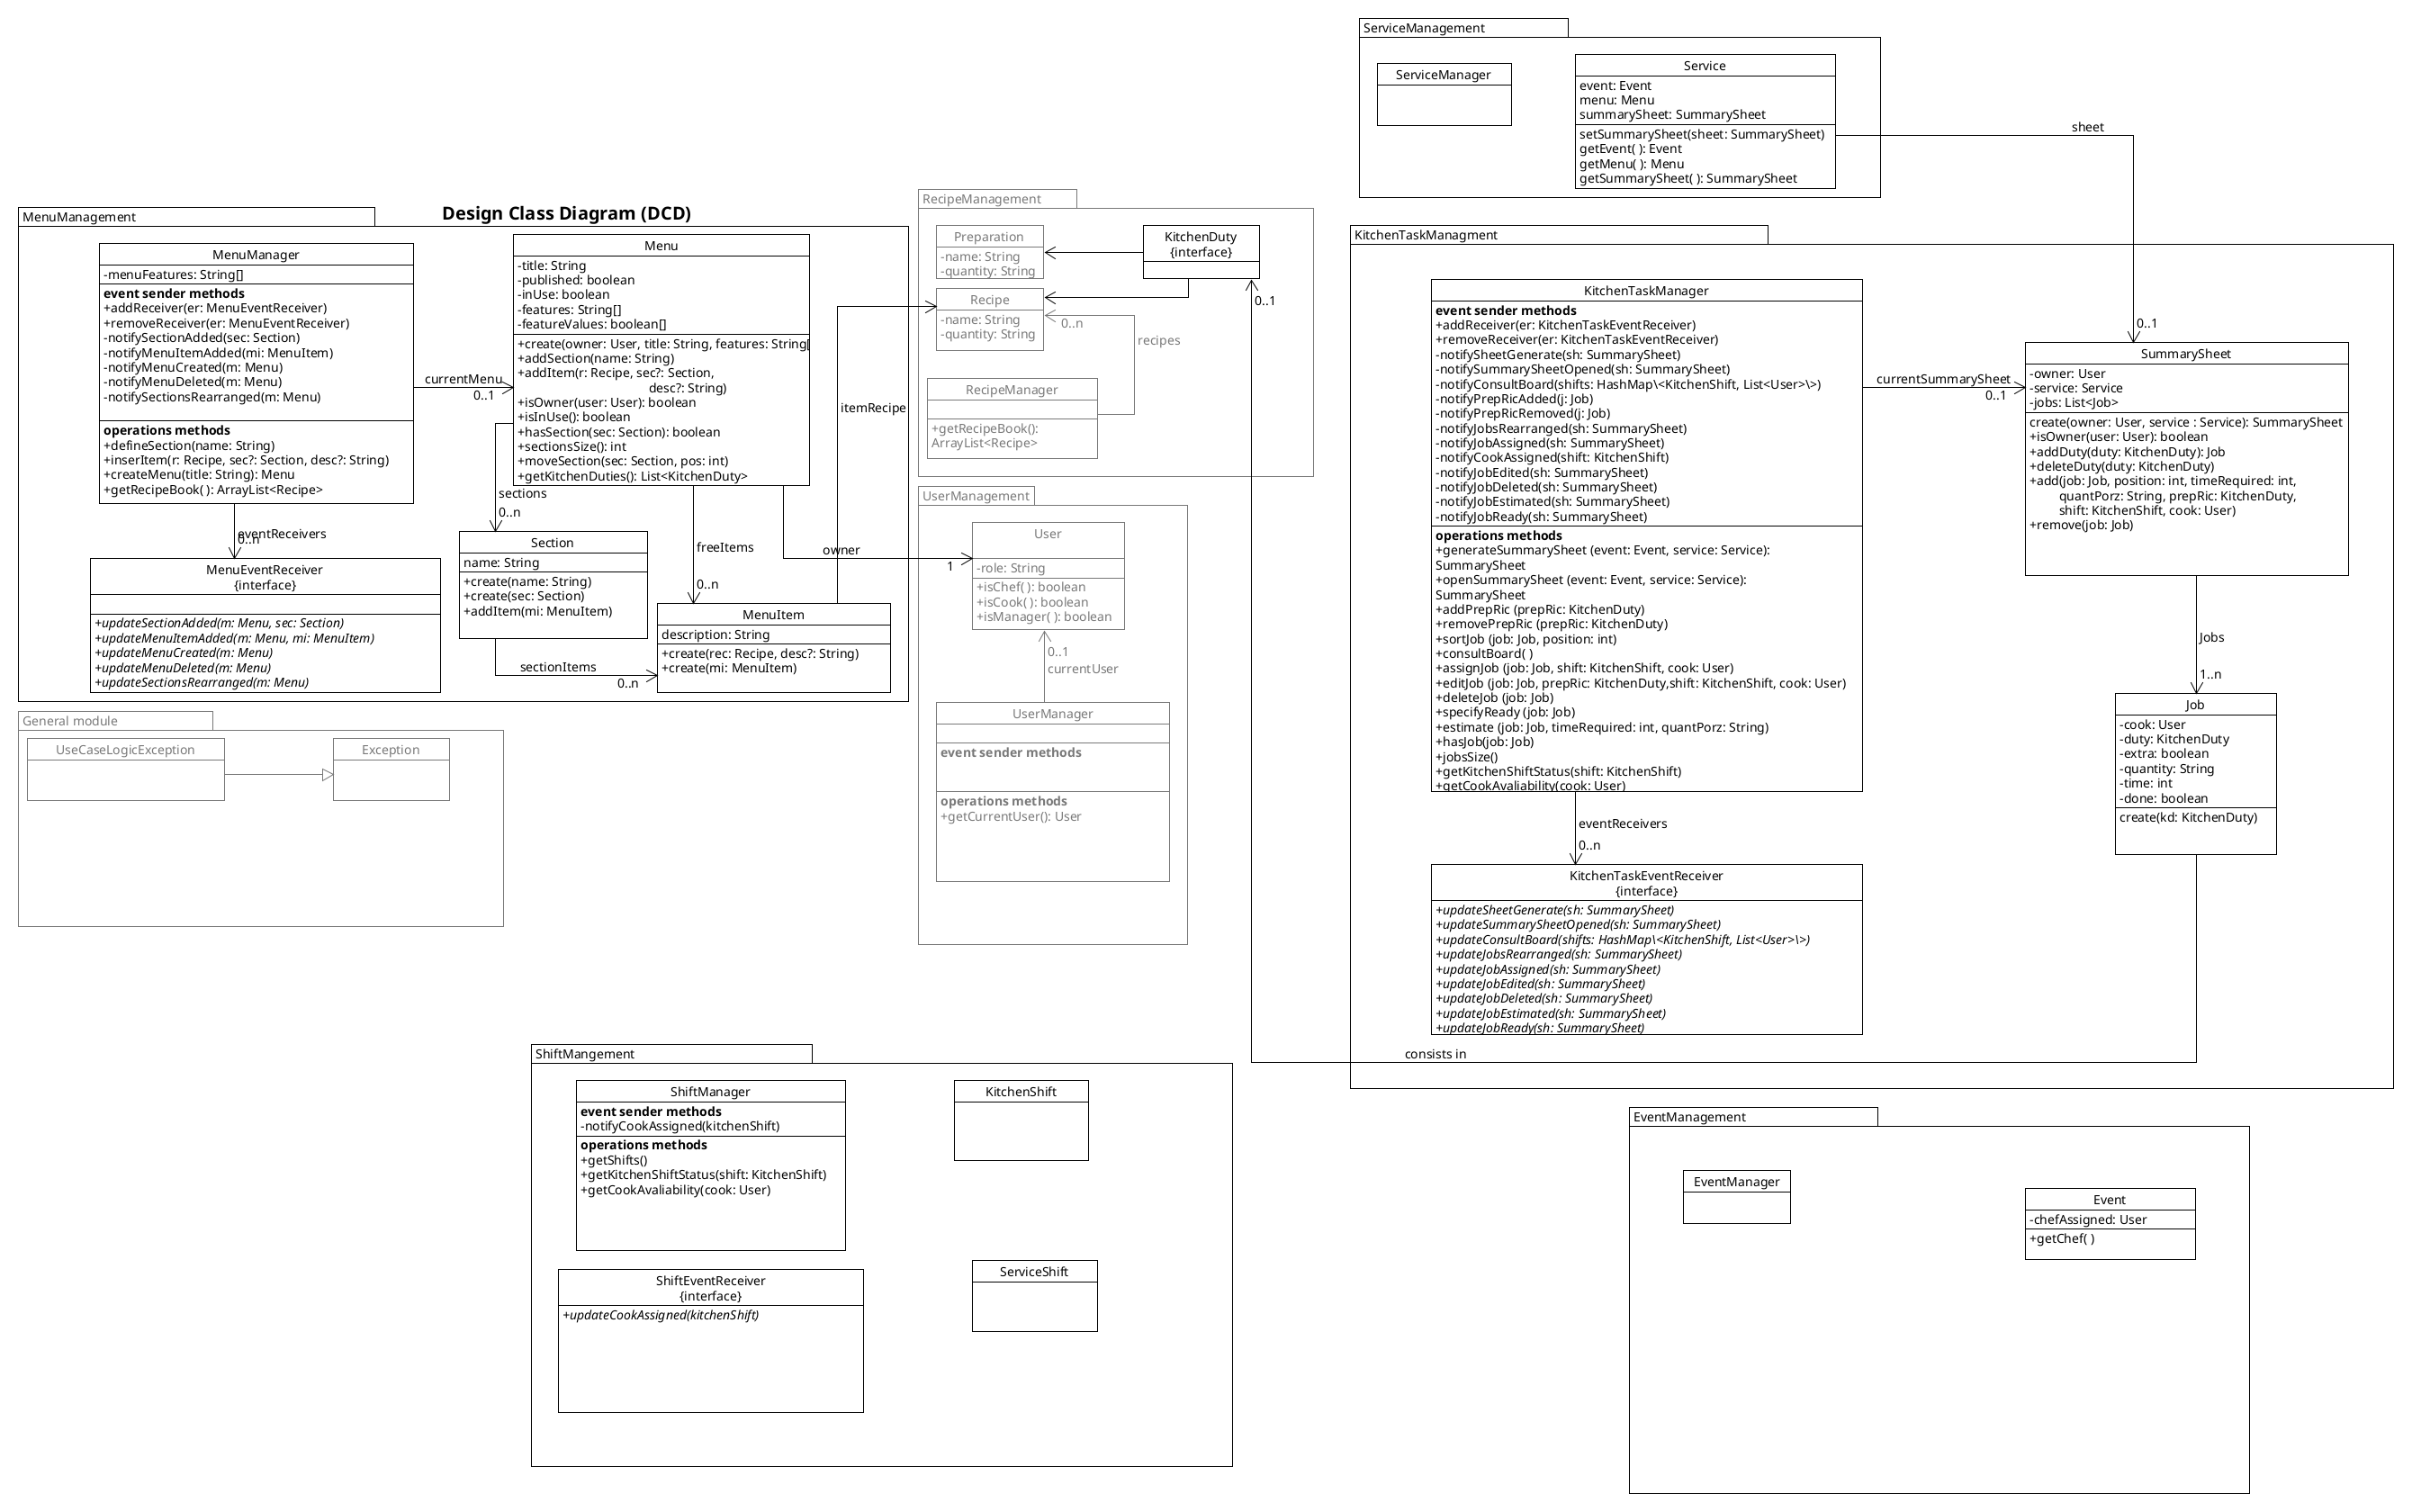 Design Class Diagram (DCD)
MenuManagement
MenuManager
-menuFeatures: String[]
event sender methods
+addReceiver(er: MenuEventReceiver)
+removeReceiver(er: MenuEventReceiver)
-notifySectionAdded(sec: Section)
-notifyMenuItemAdded(mi: MenuItem)
-notifyMenuCreated(m: Menu)
-notifyMenuDeleted(m: Menu)
-notifySectionsRearranged(m: Menu)
operations methods
+defineSection(name: String)
+inserItem(r: Recipe, sec?: Section, desc?: String)
+createMenu(title: String): Menu
+getRecipeBook( ): ArrayList<Recipe>
currentMenu
0..1
eventReceivers
0..n
MenuEventReceiver
{interface}
+updateSectionAdded(m: Menu, sec: Section)
+updateMenuItemAdded(m: Menu, mi: MenuItem)
+updateMenuCreated(m: Menu)
+updateMenuDeleted(m: Menu)
+updateSectionsRearranged(m: Menu)
Menu
-title: String
-published: boolean
-inUse: boolean
-features: String[]
-featureValues: boolean[]
+create(owner: User, title: String, features: String[
+addSection(name: String)
+addItem(r: Recipe, sec?: Section,
desc?: String)
+isOwner(user: User): boolean
+isInUse(): boolean
+hasSection(sec: Section): boolean
+sectionsSize(): int
+moveSection(sec: Section, pos: int)
+getKitchenDuties(): List<KitchenDuty>
sections
0..n
Section
name: String
+create(name: String)
+create(sec: Section)
+addItem(mi: MenuItem)
sectionItems
0..n
freeItems
0..n
MenuItem
description: String
+create(rec: Recipe, desc?: String)
+create(mi: MenuItem)
itemRecipe
owner
1
General module
UseCaseLogicException
Exception
RecipeManagement
Preparation
-name: String
-quantity: String
KitchenDuty
{interface}
Recipe
-name: String
-quantity: String
0..n
recipes
RecipeManager
+getRecipeBook():
ArrayList<Recipe>
0..1
UserManagement
User
-role: String
+isChef( ): boolean
+isCook( ): boolean
+isManager( ): boolean
0..1
currentUser
UserManager
event sender methods
operations methods
+getCurrentUser(): User
ServiceManagement
ServiceManager
Service
event: Event
menu: Menu
summarySheet: SummarySheet
setSummarySheet(sheet: SummarySheet)
getEvent( ): Event
getMenu( ): Menu
getSummarySheet( ): SummarySheet
sheet
0..1
KitchenTaskManagment
KitchenTaskManager
event sender methods
+addReceiver(er: KitchenTaskEventReceiver)
+removeReceiver(er: KitchenTaskEventReceiver)
-notifySheetGenerate(sh: SummarySheet)
-notifySummarySheetOpened(sh: SummarySheet)
-notifyConsultBoard(shifts: HashMap\<KitchenShift, List<User>\>)
-notifyPrepRicAdded(j: Job)
-notifyPrepRicRemoved(j: Job)
-notifyJobsRearranged(sh: SummarySheet)
-notifyJobAssigned(sh: SummarySheet)
-notifyCookAssigned(shift: KitchenShift)
-notifyJobEdited(sh: SummarySheet)
-notifyJobDeleted(sh: SummarySheet)
-notifyJobEstimated(sh: SummarySheet)
-notifyJobReady(sh: SummarySheet)
operations methods
+generateSummarySheet (event: Event, service: Service):
SummarySheet
+openSummarySheet (event: Event, service: Service):
SummarySheet
+addPrepRic (prepRic: KitchenDuty)
+removePrepRic (prepRic: KitchenDuty)
+sortJob (job: Job, position: int)
+consultBoard( )
+assignJob (job: Job, shift: KitchenShift, cook: User)
+editJob (job: Job, prepRic: KitchenDuty,shift: KitchenShift, cook: User)
+deleteJob (job: Job)
+specifyReady (job: Job)
+estimate (job: Job, timeRequired: int, quantPorz: String)
+hasJob(job: Job)
+jobsSize()
+getKitchenShiftStatus(shift: KitchenShift)
+getCookAvaliability(cook: User)
currentSummarySheet
0..1
SummarySheet
-owner: User
-service: Service
-jobs: List<Job>
create(owner: User, service : Service): SummarySheet
+isOwner(user: User): boolean
+addDuty(duty: KitchenDuty): Job
+deleteDuty(duty: KitchenDuty)
+add(job: Job, position: int, timeRequired: int,
quantPorz: String, prepRic: KitchenDuty,
shift: KitchenShift, cook: User)
+remove(job: Job)
Jobs
1..n
Job
-cook: User
-duty: KitchenDuty
-extra: boolean
-quantity: String
-time: int
-done: boolean
create(kd: KitchenDuty)
eventReceivers
0..n
KitchenTaskEventReceiver
{interface}
+updateSheetGenerate(sh: SummarySheet)
+updateSummarySheetOpened(sh: SummarySheet)
+updateConsultBoard(shifts: HashMap\<KitchenShift, List<User>\>)
+updateJobsRearranged(sh: SummarySheet)
+updateJobAssigned(sh: SummarySheet)
+updateJobEdited(sh: SummarySheet)
+updateJobDeleted(sh: SummarySheet)
+updateJobEstimated(sh: SummarySheet)
+updateJobReady(sh: SummarySheet)
consists in
ShiftMangement
ShiftManager
event sender methods
-notifyCookAssigned(kitchenShift)
operations methods
+getShifts()
+getKitchenShiftStatus(shift: KitchenShift)
+getCookAvaliability(cook: User)
KitchenShift
ShiftEventReceiver
{interface}
+updateCookAssigned(kitchenShift)
ServiceShift
EventManagement
EventManager
Event
-chefAssigned: User
+getChef( )